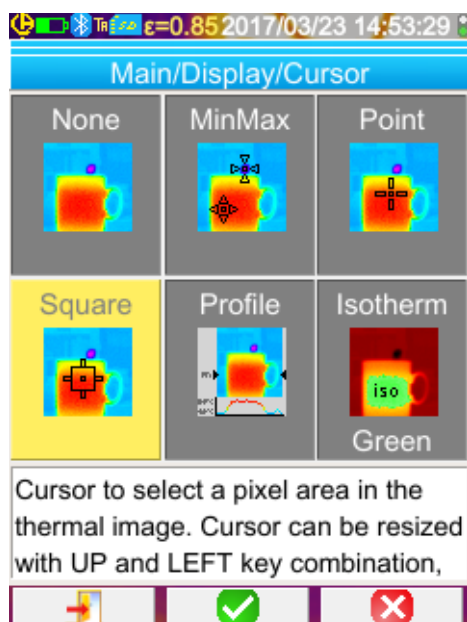 ε=0.85 2017/03/23 14:53:29
Main/Display/Cursor
None MinMax Point
Square Profile Isotherm
iso
Green
Cursor to select a pixel area in the
thermal image. Cursor can be resized
with UP and LEFT key combination,